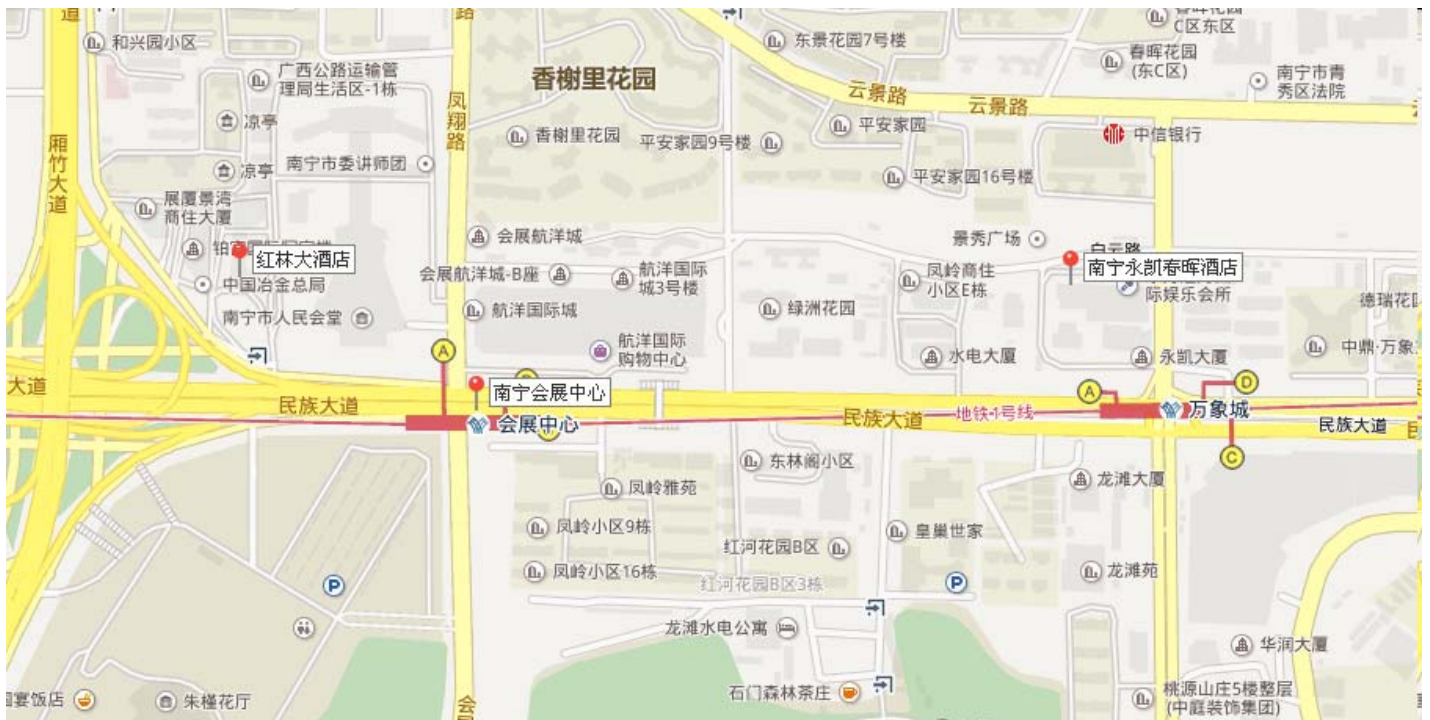 道
路
和兴园小区
广西公路运输管
理局生活区-1栋
香榭里花园
东景花园7号楼
C区东区
春晖花园
(东C区)
南宁市青
秀区法院
凤翔路
云景路
云景路
凉亭
香榭里花园
平安家园9号楼
平安家园
中信银行
厢竹大道
凉亭
南宁市委讲师团
平安家园16号楼
展厦景湾
商住大厦
会展航洋城
景秀广场
红林大酒店
南宁永凯春晖酒店
中国冶金总局
会展航洋城-B座
航洋国际
城3号楼
凤岭商住
小区E栋
际娱乐会所
德瑞花
南宁市人民会堂
航洋国际城
绿洲花园
航洋国际
购物中心
水电大厦
永凯大厦
中鼎·万象
A
大道
民族大道
南宁会展中心
会展中心
民族大道
地铁1号线
A
D
万象城
民族大道
C
东林阁小区
龙滩大厦
凤岭雅苑
凤岭小区9栋
红河花园B区
皇巢世家
凤岭小区16栋
红河花园B区3栋
龙滩苑
P
P
龙滩水电公寓
华润大厦
宴饭店
朱槿花厅
会
石门森林茶庄
桃源山庄5楼整层
(中庭装饰集团)